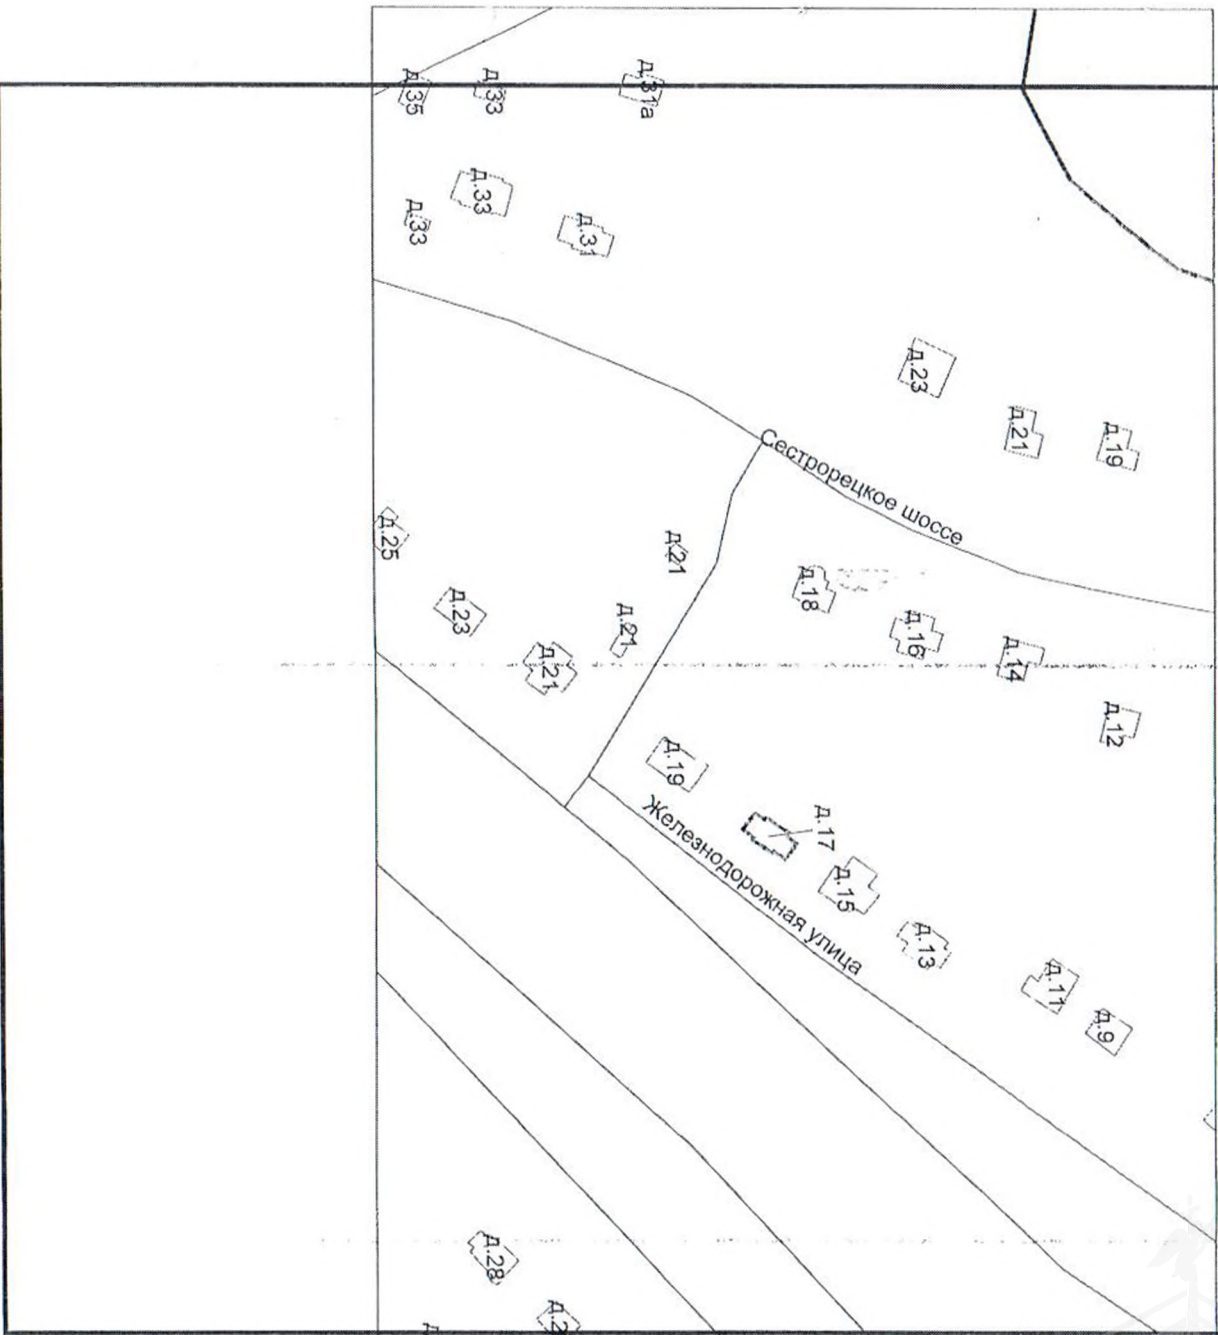 д.35
д.33
д.31а
д.33
д.33
д.31
д.23
д.21
д.19
Сестрорецкое шоссе
д.25
д.21
д.18
д.23
д.21
д.16
д.21
д.14
д.12
д.19
Железнодорожная улица
д.17
д.15
д.13
д.11
д.9
д.28
д.2